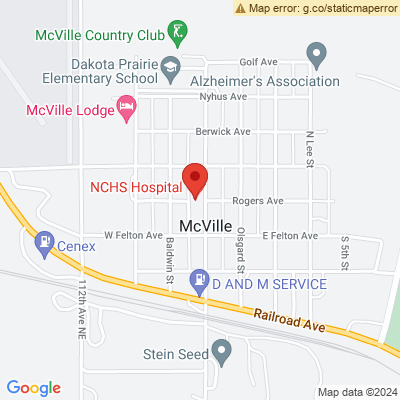 Map error: g.co/staticmaperror
McVille Country Club
Golf Ave
Dakota Prairie
Elementary School
Alzheimer's Association
Nyhus Ave
McVille Lodge
Berwick Ave
N Lee St
NCHS Hospital
Rogers Ave
McVille
W Felton Ave
E Felton Ave
Cenex
Baldwin St
Olsgard St
S 5th St
112th Ave NE
D AND M SERVICE
Railroad Ave
Stein Seed
Google
Map data ©2024